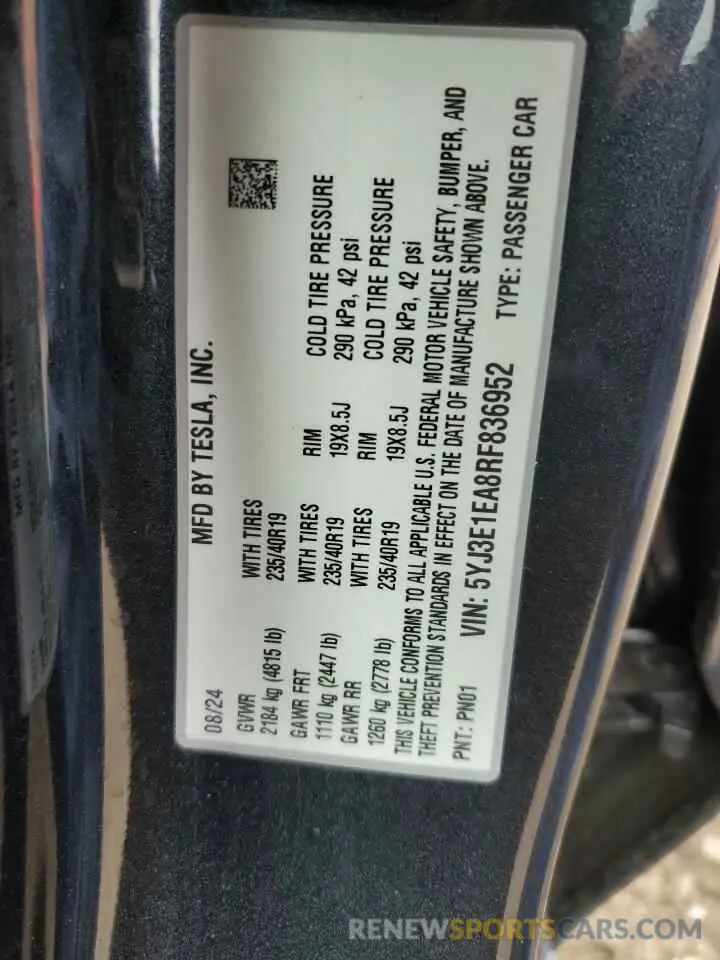 MFD BY TESLA, INC.
08/24
GVWR WITH TIRES
2184 kg (4815 lb) 235/40R19
GAWR FRT WITH TIRES RIM COLD TIRE PRESSURE
1110 kg (2447 lb) 235/40R19 19X8.5J 290 kPa, 42 psi
GAWR RR WITH TIRES RIM COLD TIRE PRESSURE
1260 kg (2778 lb) 235/40R19 19X8.5J 290 kPa, 42 psi
THIS VEHICLE CONFORMS TO ALL APPLICABLE U.S. FEDERAL MOTOR VEHICLE SAFETY, BUMPER, AND
THEFT PREVENTION STANDARDS IN EFFECT ON THE DATE OF MANUFACTURE SHOWN ABOVE.
PNT: PN01 VIN: 5YJ3E1EA8RF836952 TYPE: PASSENGER CAR
RENEWSPORTSCARS.COM